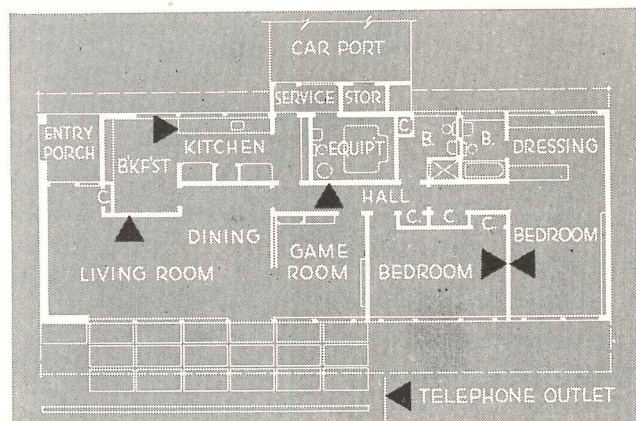 CAR PORT
SERVICE
STOR
ENTRY
PORCH
B'KF'ST
KITCHEN
EQUIPT
C
B.
B.
DRESSING
C
HALL
C.
C.
C.
DINING
GAME
ROOM
LIVING ROOM
BEDROOM
BEDROOM
TELEPHONE OUTLET